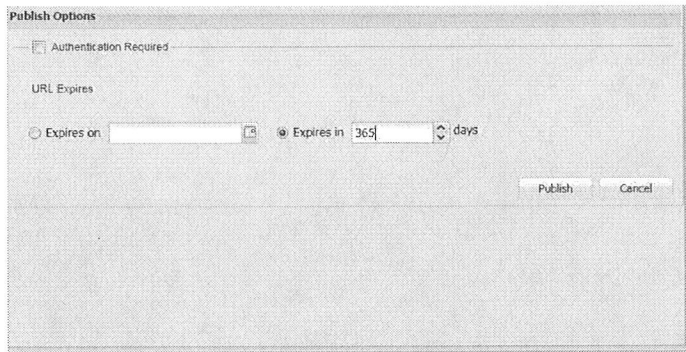 Publish Options
Authentication Required
URL Expires
Expires on Expires in 365 days
Publish Cancel